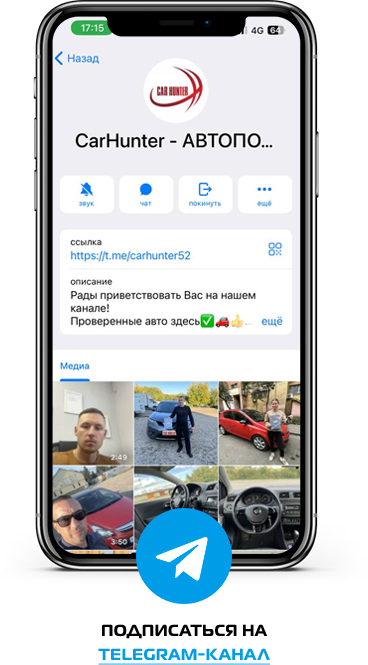 17:15
4G 64
Назад
CAR HUNTER
CarHunter - АВТОПО...
звук
чат
покинуть
ещё
ссылка
https://t.me/carhunter52
описание
Рады приветствовать Вас на нашем
канале!
Проверенные авто здесь✅🚗👍... ещё
Медиа
2:49
3:50
ПОДПИСАТЬСЯ НА
TELEGRAM-КАНАЛ